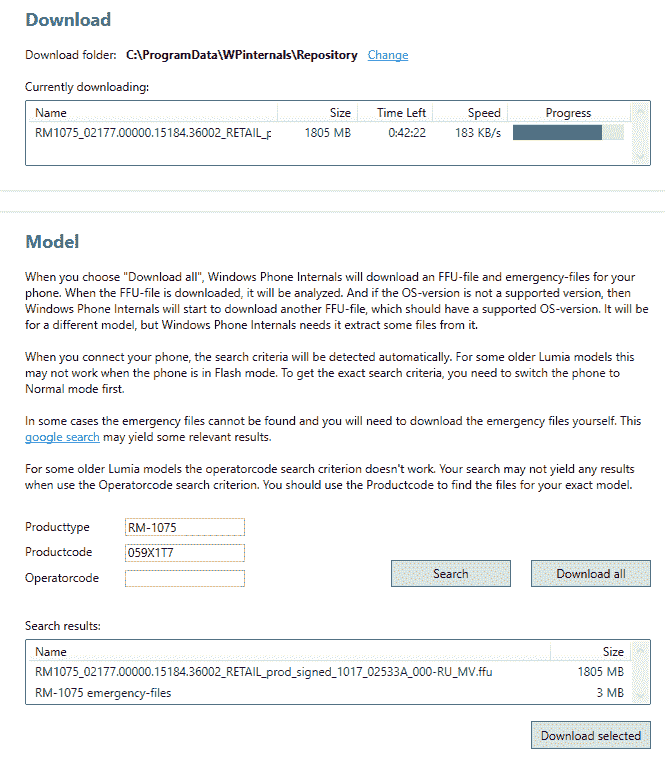 Download
Download folder: C:\ProgramData\WPinternals\Repository Change
Currently downloading:
Name Size Time Left Speed Progress
RM1075_02177.00000.15184.36002_RETAIL_p 1805 MB 0:42:22 183 KB/s
Model
When you choose "Download all", Windows Phone Internals will download an FFU-file and emergency-files for your
phone. When the FFU-file is downloaded, it will be analyzed. And if the OS-version is not a supported version, then
Windows Phone Internals will start to download another FFU-file, which should have a supported OS-version. It will be
for a different model, but Windows Phone Internals needs it extract some files from it.
When you connect your phone, the search criteria will be detected automatically. For some older Lumia models this
may not work when the phone is in Flash mode. To get the exact search criteria, you need to switch the phone to
Normal mode first.
In some cases the emergency files cannot be found and you will need to download the emergency files yourself. This
google search may yield some relevant results.
For some older Lumia models the operatorcode search criterion doesn't work. Your search may not yield any results
when use the Operatorcode search criterion. You should use the Productcode to find the files for your exact model.
Producttype RM-1075
Productcode 059X1T7
Operatorcode
Search Download all
Search results:
Name Size
RM1075_02177.00000.15184.36002_RETAIL_prod_signed_1017_02533A_000-RU_MV.ffu 1805 MB
RM-1075 emergency-files 3 MB
Download selected